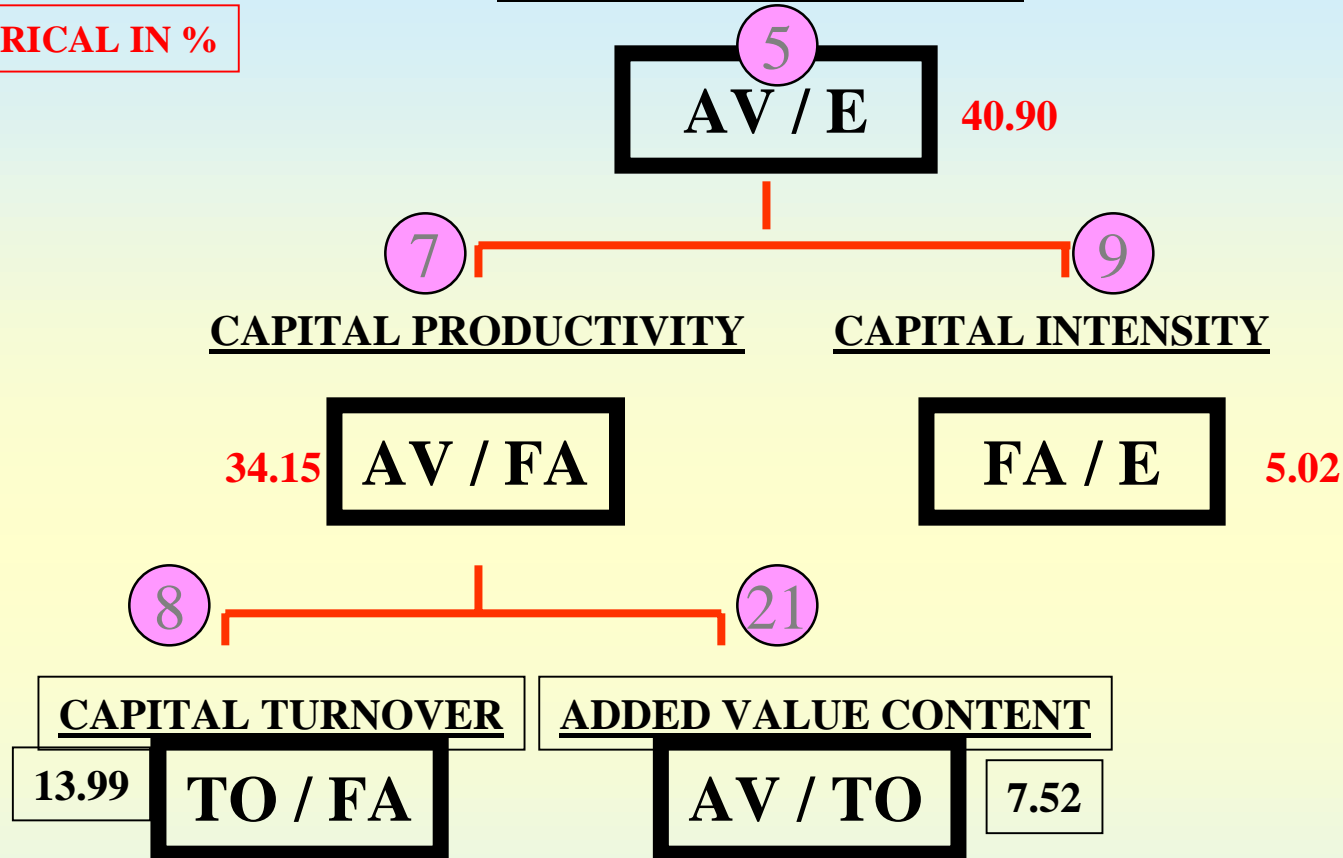 RICAL IN %
5
AV / E
40.90
7
9
CAPITAL PRODUCTIVITY
CAPITAL INTENSITY
34.15
AV / FA
FA / E
5.02
8
21
CAPITAL TURNOVER
ADDED VALUE CONTENT
13.99
TO / FA
AV / TO
7.52